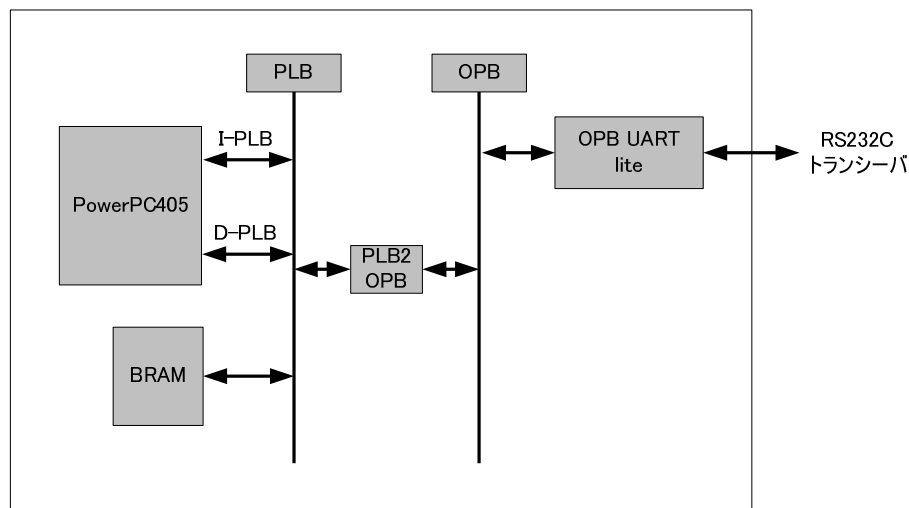 PLB
OPB
I-PLB
OPB UART
lite
RS232C
トランシーバ
PowerPC405
D-PLB
PLB2
OPB
BRAM